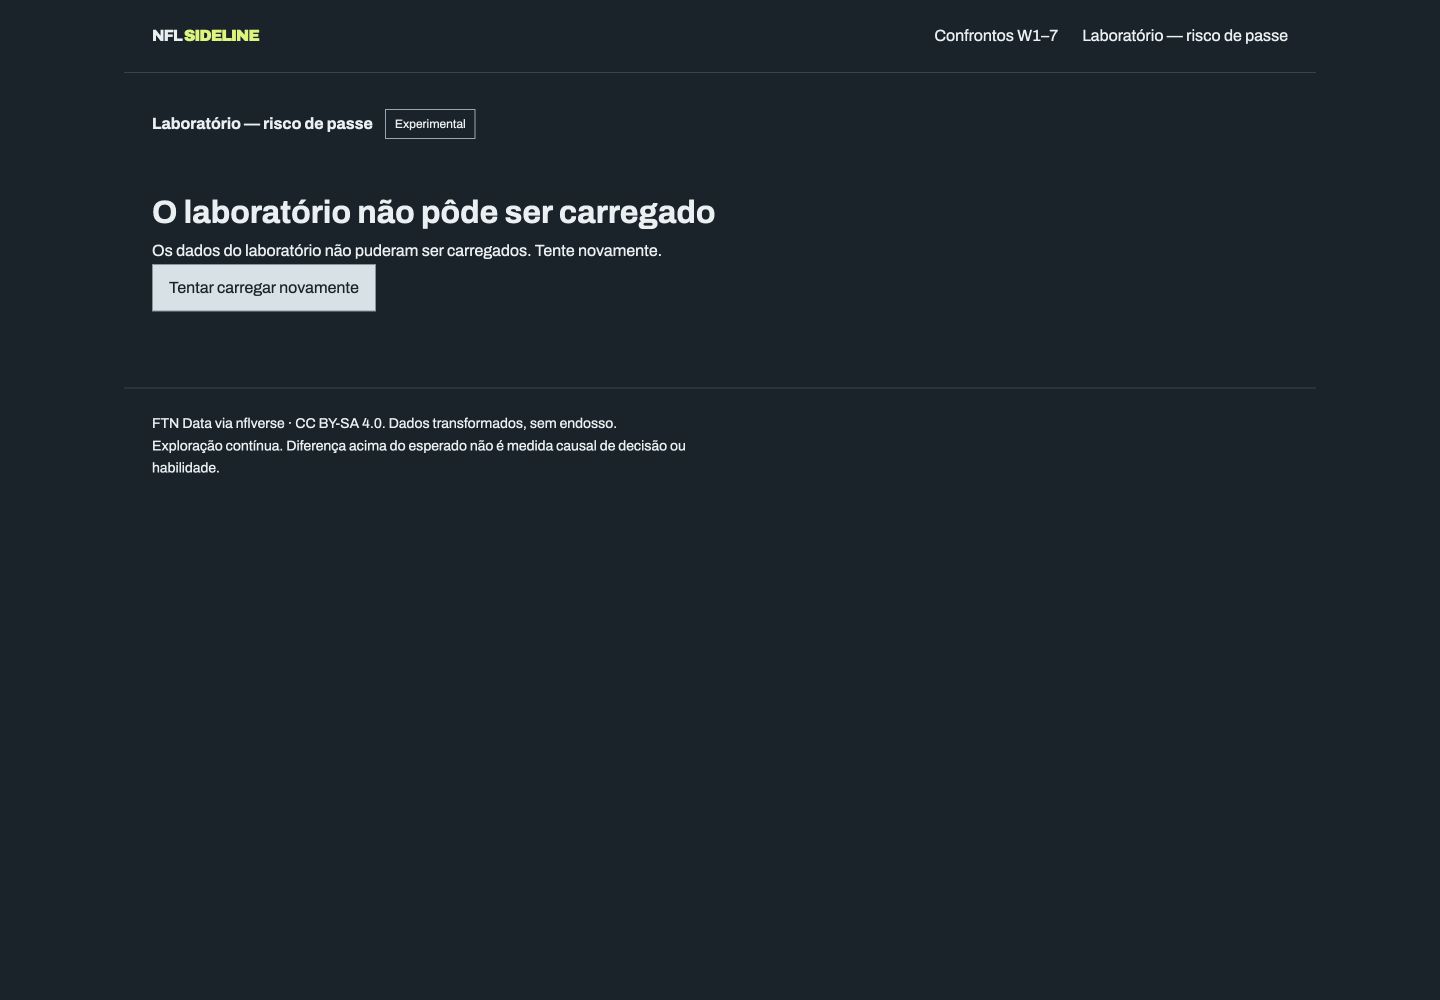 NFLSIDELINE
Confrontos W1–7
Laboratório — risco de passe
Laboratório — risco de passe
Experimental
O laboratório não pôde ser carregado
Os dados do laboratório não puderam ser carregados. Tente novamente.
Tentar carregar novamente
FTN Data via nflverse · CC BY-SA 4.0. Dados transformados, sem endosso.
Exploração contínua. Diferença acima do esperado não é medida causal de decisão ou
habilidade.